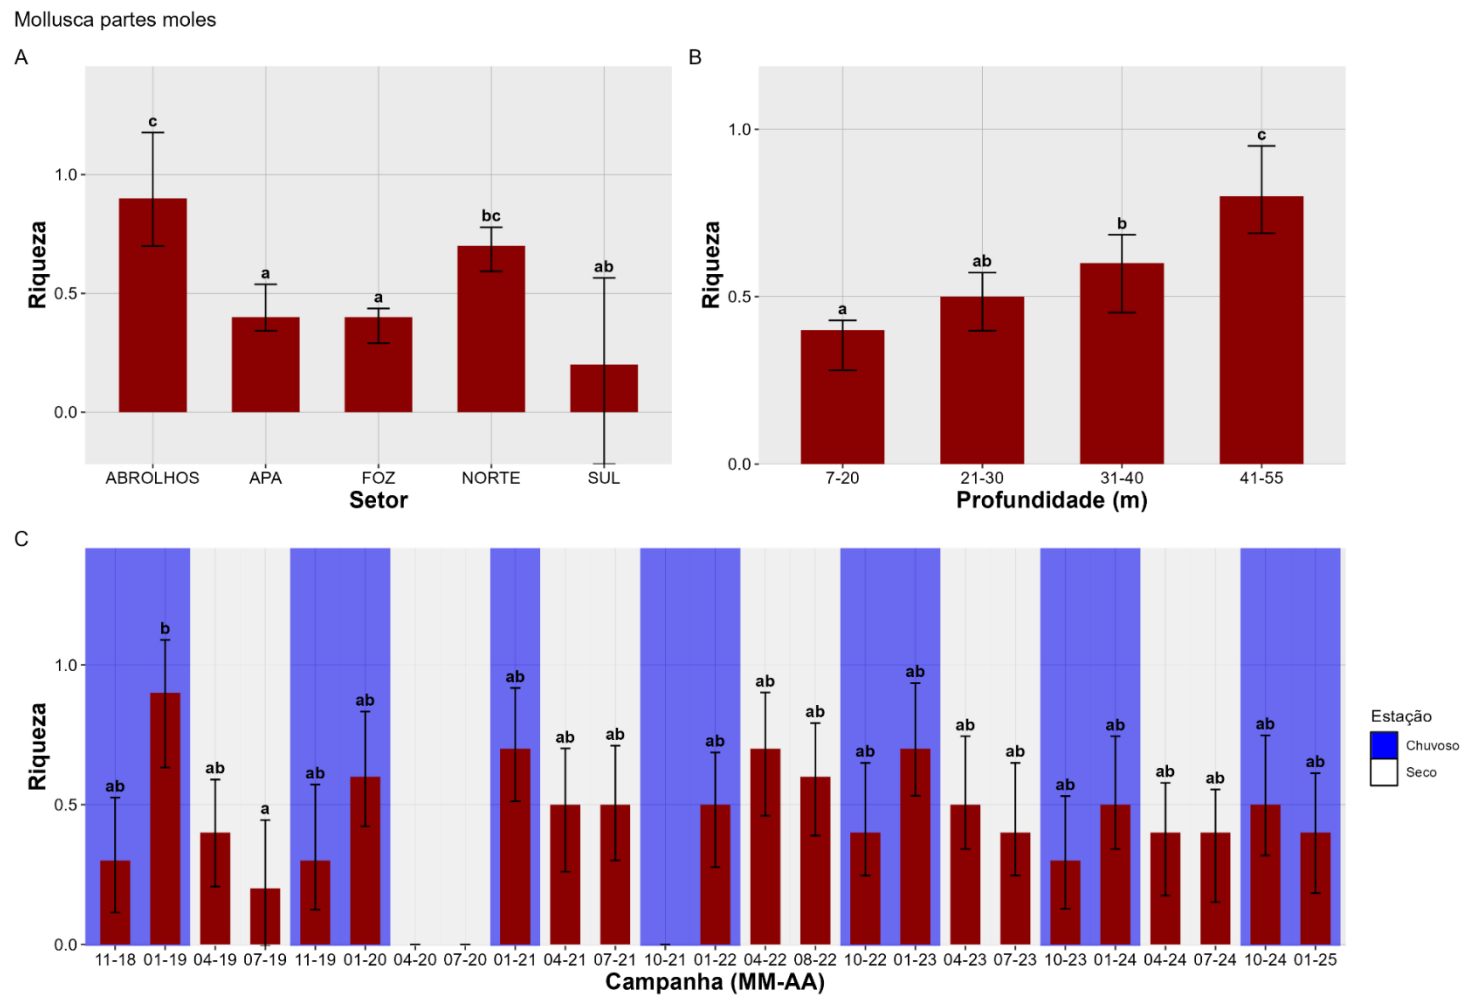 Mollusca partes moles
A
Riqueza
1.0
0.5
0.0
c
a
a
bc
ab
ABROLHOS APA FOZ NORTE SUL
Setor
B
Riqueza
1.0
0.5
0.0
a
ab
b
c
7-20 21-30 31-40 41-55
Profundidade (m)
C
Riqueza
1.0
0.5
0.0
ab b ab a ab ab ab ab ab ab ab ab ab ab ab ab ab ab ab ab ab ab
11-18 01-19 04-19 07-19 11-19 01-20 04-20 07-20 01-21 04-21 07-21 10-21 01-22 04-22 08-22 10-22 01-23 04-23 07-23 10-23 01-24 04-24 07-24 10-24 01-25
Campanha (MM-AA)
Estação
Chuvoso
Seco